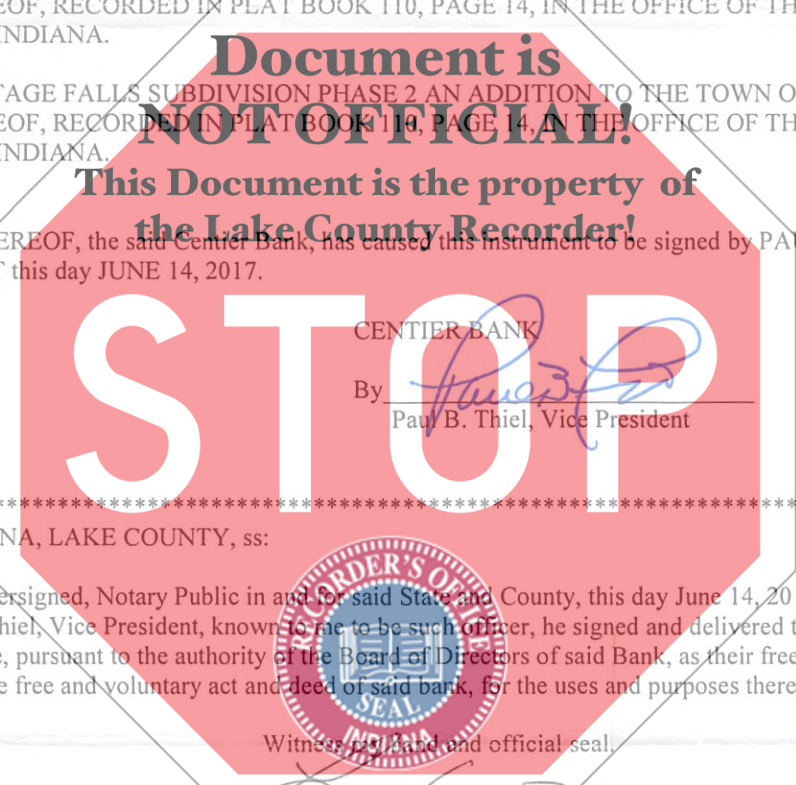 EOF, RECORDED IN PLAT BOOK 110, PAGE 14, IN THE OFFICE OF TH
INDIANA.
Document is
TAGE FALLS SUBDIVISION PHASE 2 AN ADDITION TO THE TOWN O
NOT OFFICIAL!
EOF, RECORDED IN PLAT BOOK 110, PAGE 14, IN THE OFFICE OF TH
INDIANA.
This Document is the property of
the Lake County Recorder!
EREOF, the said Centier Bank, has caused this instrument to be signed by PAU
T this day JUNE 14, 2017.
STOP
CENTIER BANK
By
Paul B. Thiel, Vice President
NA, LAKE COUNTY, ss:
RECORDER'S OFFICE
ersigned, Notary Public in and for said State and County, this day June 14, 20
hiel, Vice President, known to me to be such officer, he signed and delivered t
e, pursuant to the authority of the Board of Directors of said Bank, as their free
e free and voluntary act and deed of said bank, for the uses and purposes there
SEAL
INDIANA
Witness my hand and official seal.